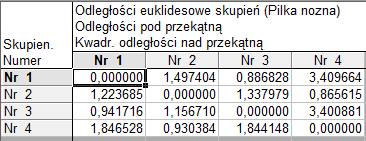 Odległości euklidesowe skupień (Pilka nozna)
Odległości pod przekątną
Kwadr. odległości nad przekątną
Skupien.
Numer
Nr 1 Nr 2 Nr 3 Nr 4
Nr 1 0,000000 1,497404 0,886828 3,409664
Nr 2 1,223685 0,000000 1,337979 0,865615
Nr 3 0,941716 1,156710 0,000000 3,400881
Nr 4 1,846528 0,930384 1,844148 0,000000